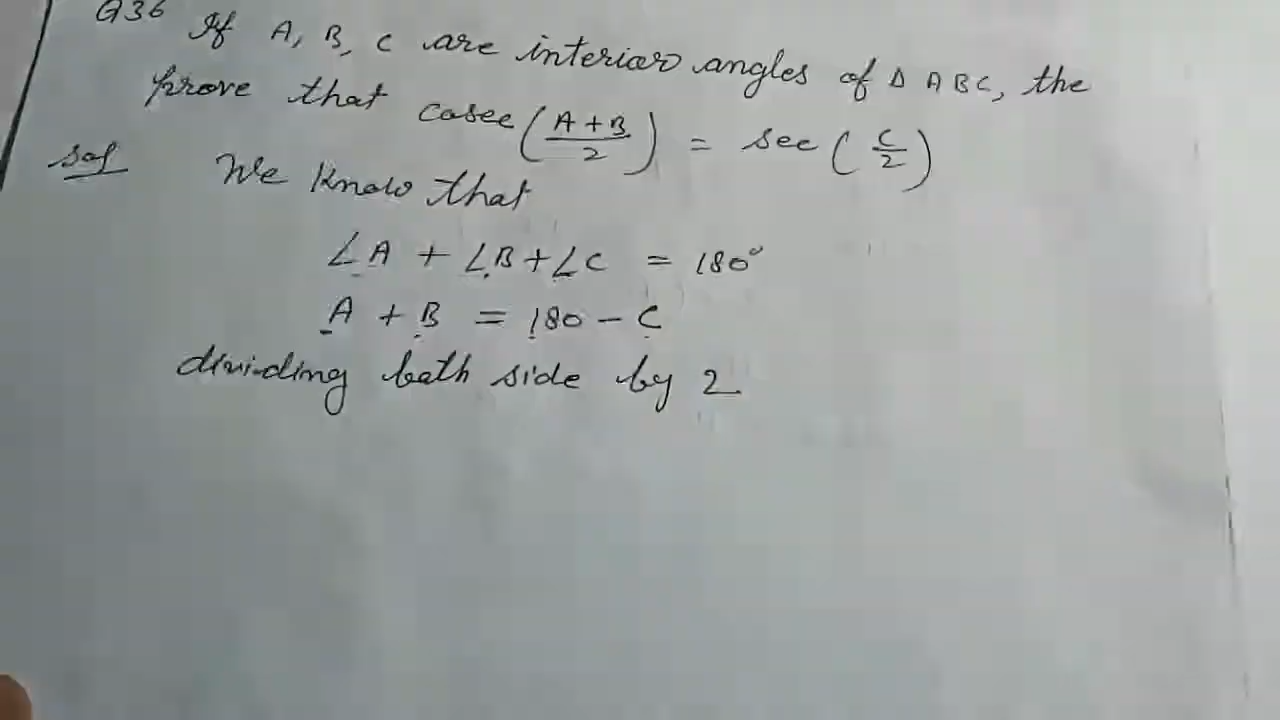 Q36 If A, B, C are interior angles of Δ ABC, the
prove that cosec (A+B/2) = sec (C/2)
Sol We know that
∠A + ∠B + ∠C = 180°
A + B = 180 - C
dividing both side by 2